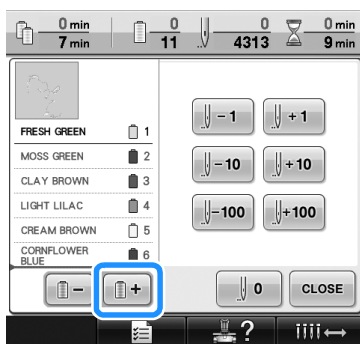 0 min 0 0 0 min
7 min 11 4313 9 min
FRESH GREEN 1
MOSS GREEN 2
CLAY BROWN 3
LIGHT LILAC 4
CREAM BROWN 5
CORNFLOWER
BLUE 6
-1 +1
-10 +10
-100 +100
- + 0 CLOSE
?